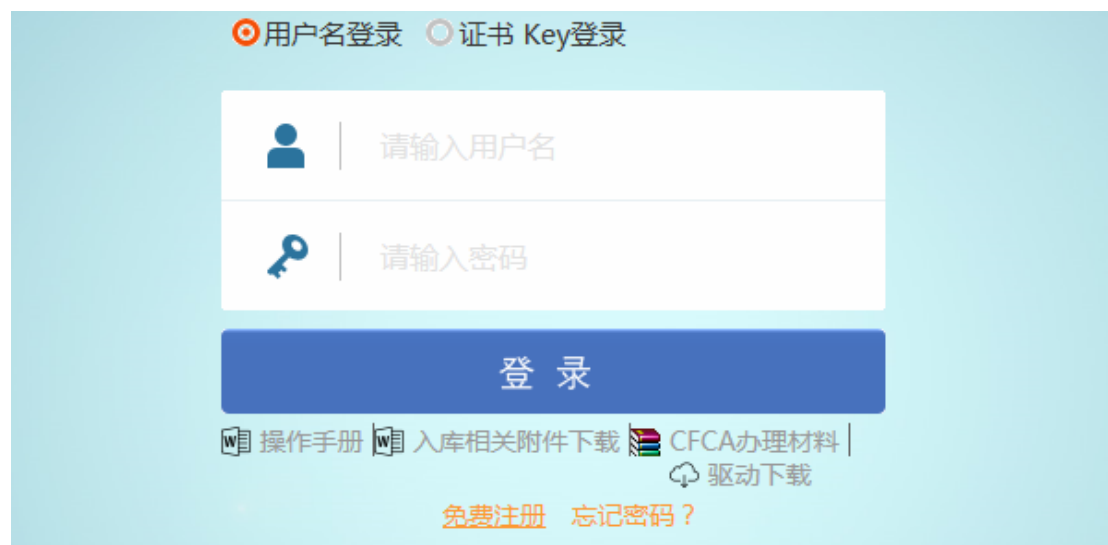 用户名登录 证书 Key登录
请输入用户名
请输入密码
登 录
操作手册 入库相关附件下载 CFCA办理材料
驱动下载
免费注册 忘记密码？